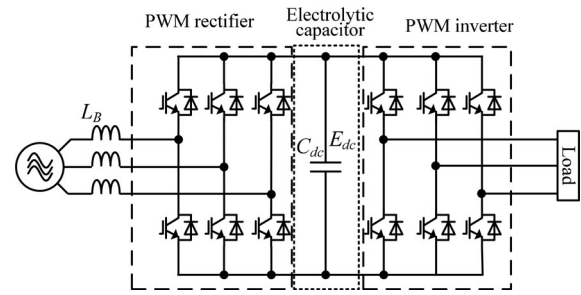 PWM rectifier
Electrolytic
capacitor
PWM inverter
L_B
C_dc
E_dc
Load